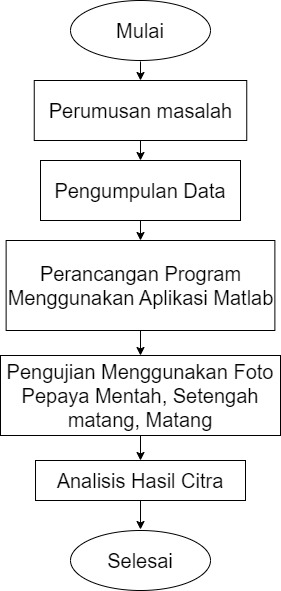 Mulai
Perumusan masalah
Pengumpulan Data
Perancangan Program
Menggunakan Aplikasi Matlab
Pengujian Menggunakan Foto
Pepaya Mentah, Setengah
matang, Matang
Analisis Hasil Citra
Selesai